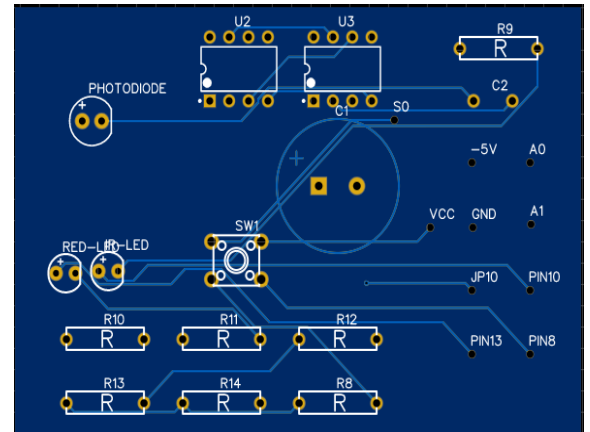 U2 U3
R9
R
PHOTODIODE
C2
C1
S0
+
-5V A0
SW1
VCC GND A1
RED-LED IR-LED
JP10 PIN10
R10 R11 R12
R R R
PIN13 PIN8
R13 R14 R8
R R R